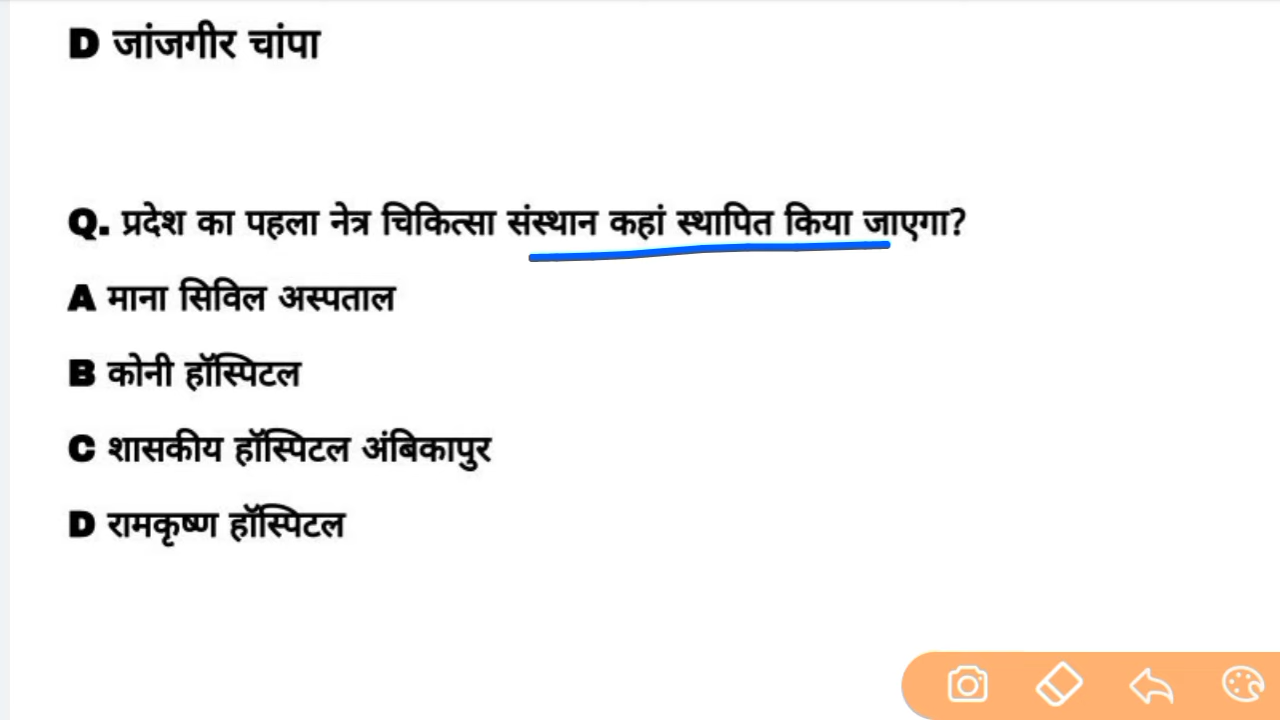 D जांजगीर चांपा
Q. प्रदेश का पहला नेत्र चिकित्सा संस्थान कहां स्थापित किया जाएगा?
A माना सिविल अस्पताल
B कोनी हॉस्पिटल
C शासकीय हॉस्पिटल अंबिकापुर
D रामकृष्ण हॉस्पिटल